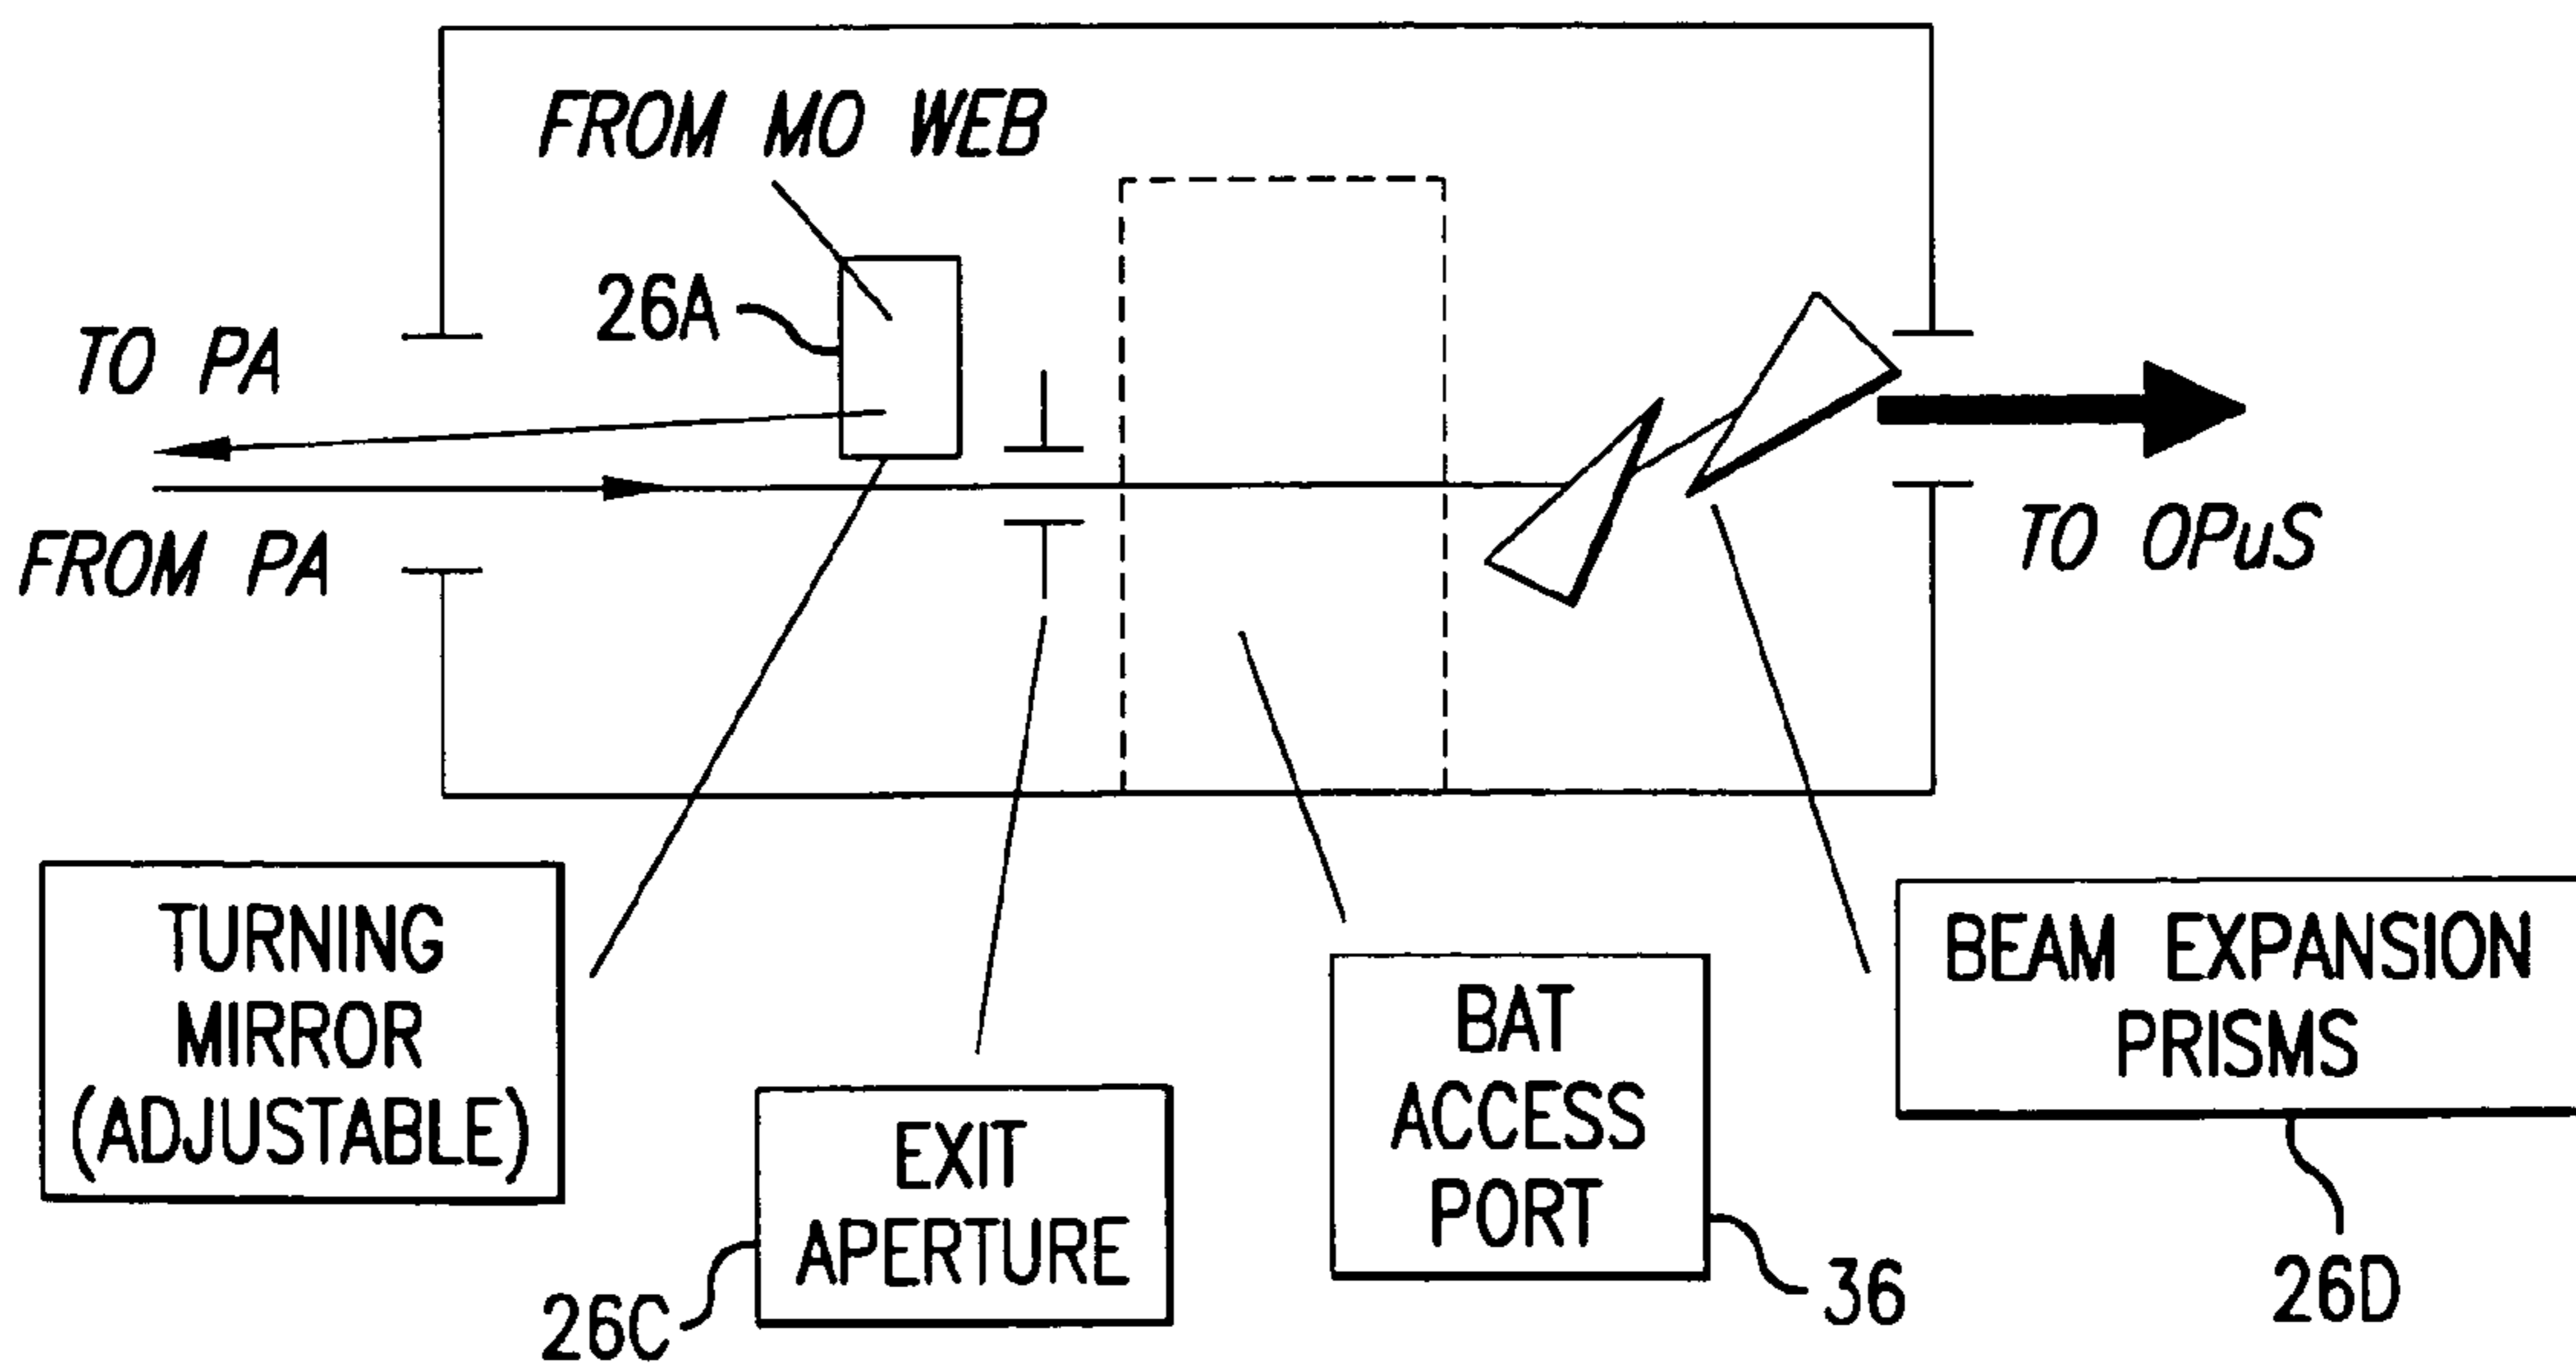 FROM MO WEB
26A
TO PA
FROM PA
TO OPuS
TURNING
MIRROR
(ADJUSTABLE)
EXIT
APERTURE
26C
BAT
ACCESS
PORT
36
BEAM EXPANSION
PRISMS
26D